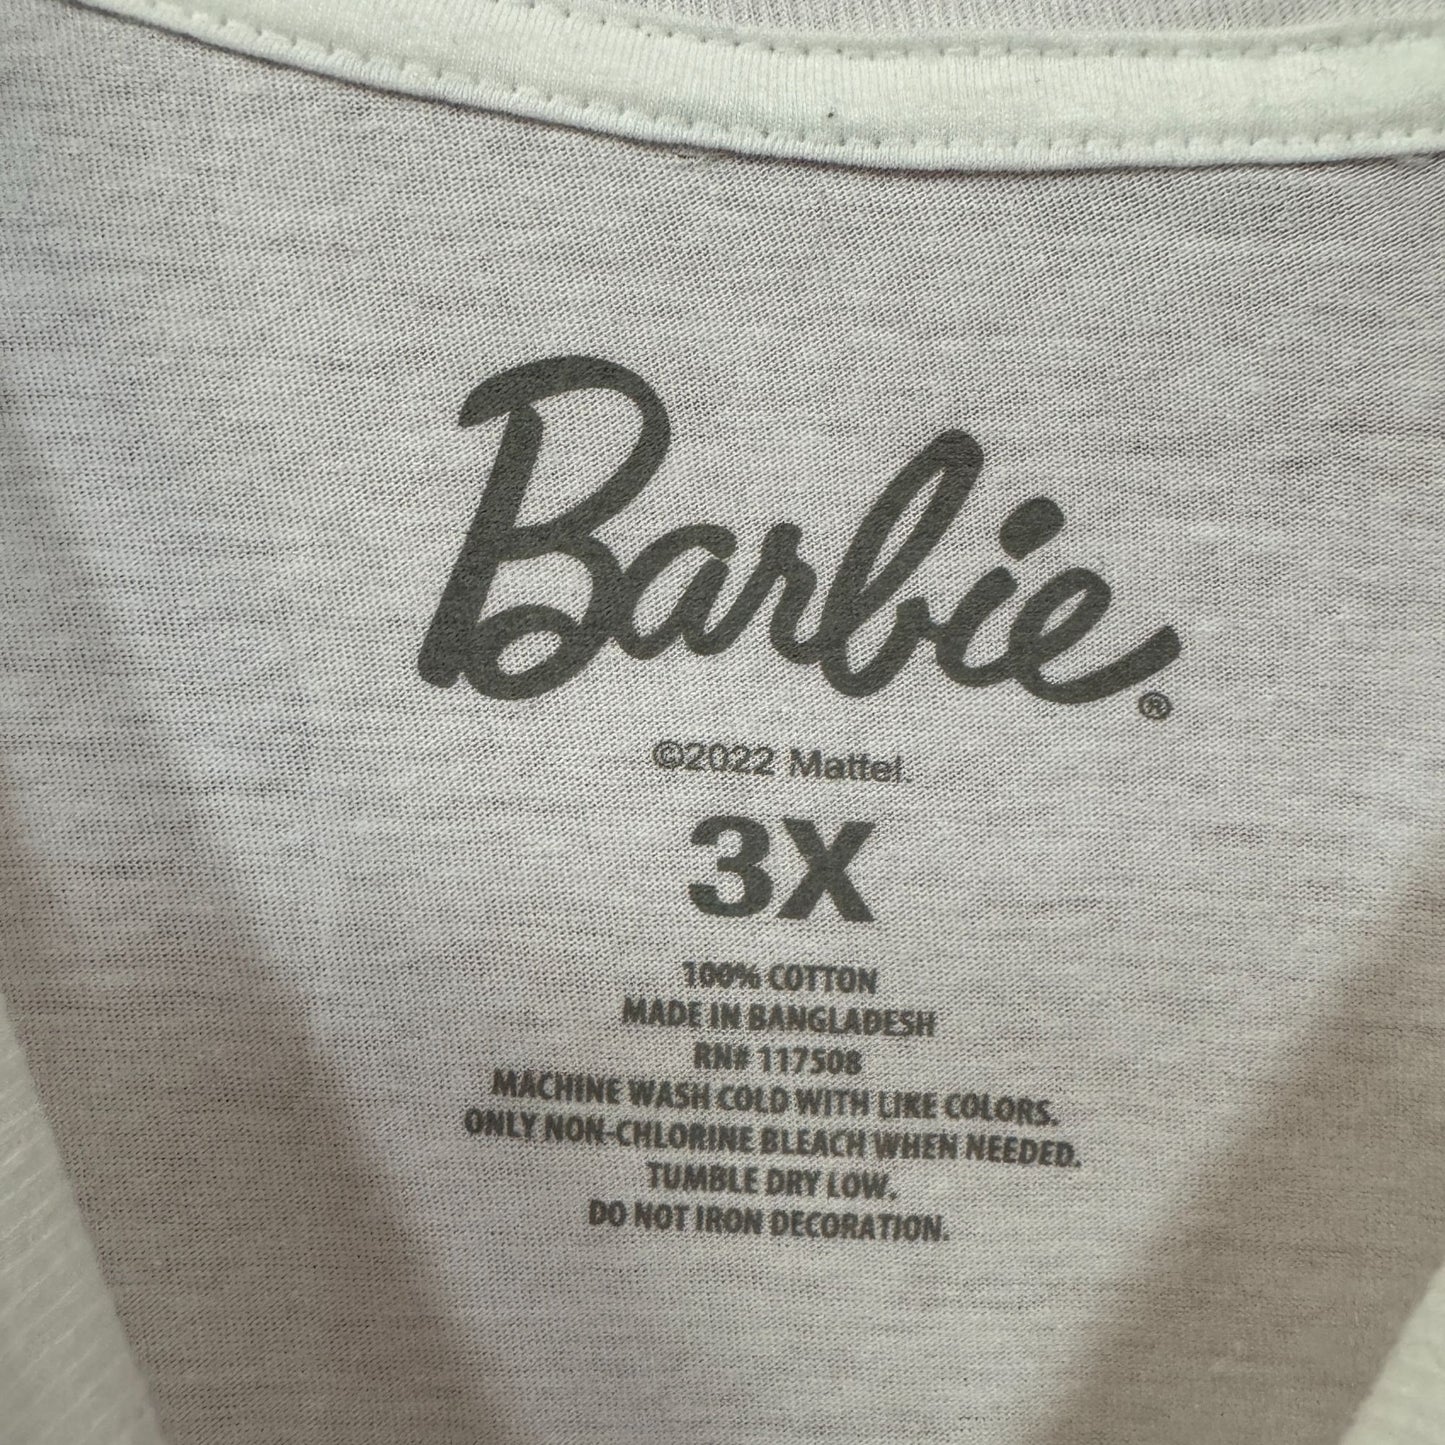 Barbie®
©2022 Mattel.
3X
100% COTTON
MADE IN BANGLADESH
RN# 117508
MACHINE WASH COLD WITH LIKE COLORS.
ONLY NON-CHLORINE BLEACH WHEN NEEDED.
TUMBLE DRY LOW.
DO NOT IRON DECORATION.